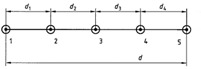 d₁ d₂ d₃ d₄
1 2 3 4 5
d